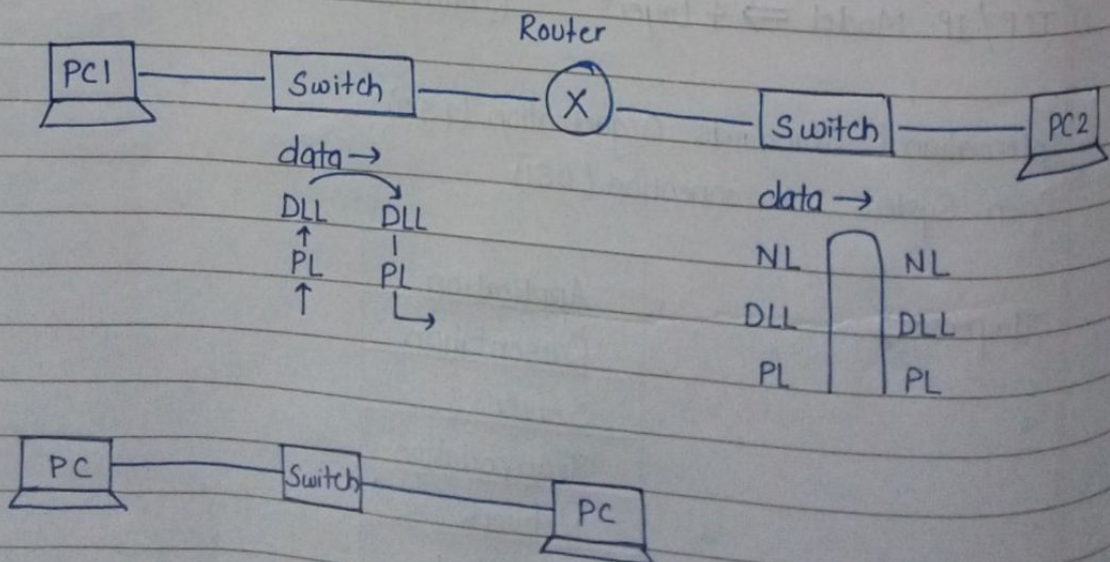 Router
PC1 Switch X Switch PC2
data → data →
DLL DLL NL NL
PL PL DLL DLL
PL PL
PC Switch PC